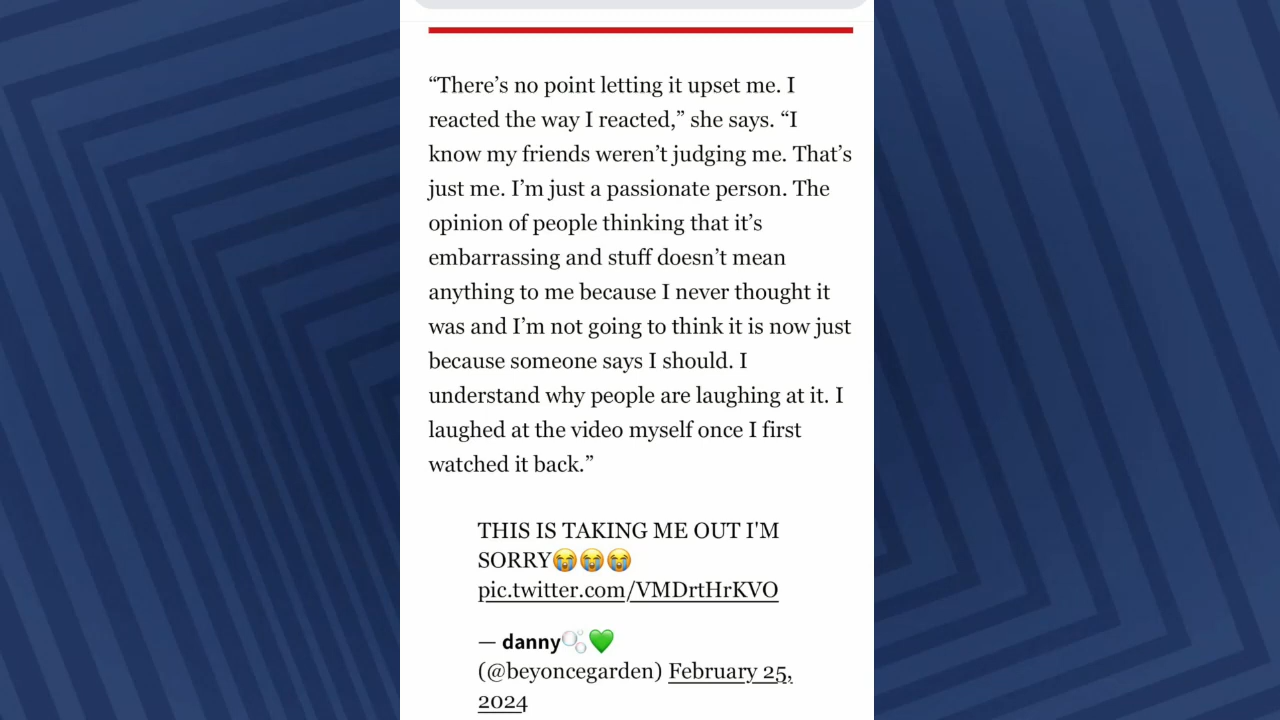 “There’s no point letting it upset me. I
reacted the way I reacted,” she says. “I
know my friends weren’t judging me. That’s
just me. I’m just a passionate person. The
opinion of people thinking that it’s
embarrassing and stuff doesn’t mean
anything to me because I never thought it
was and I’m not going to think it is now just
because someone says I should. I
understand why people are laughing at it. I
laughed at the video myself once I first
watched it back.”
THIS IS TAKING ME OUT I'M
SORRY😭😭😭
pic.twitter.com/VMDrtHrKVO
— danny🫧💚
(@beyoncegarden) February 25,
2024